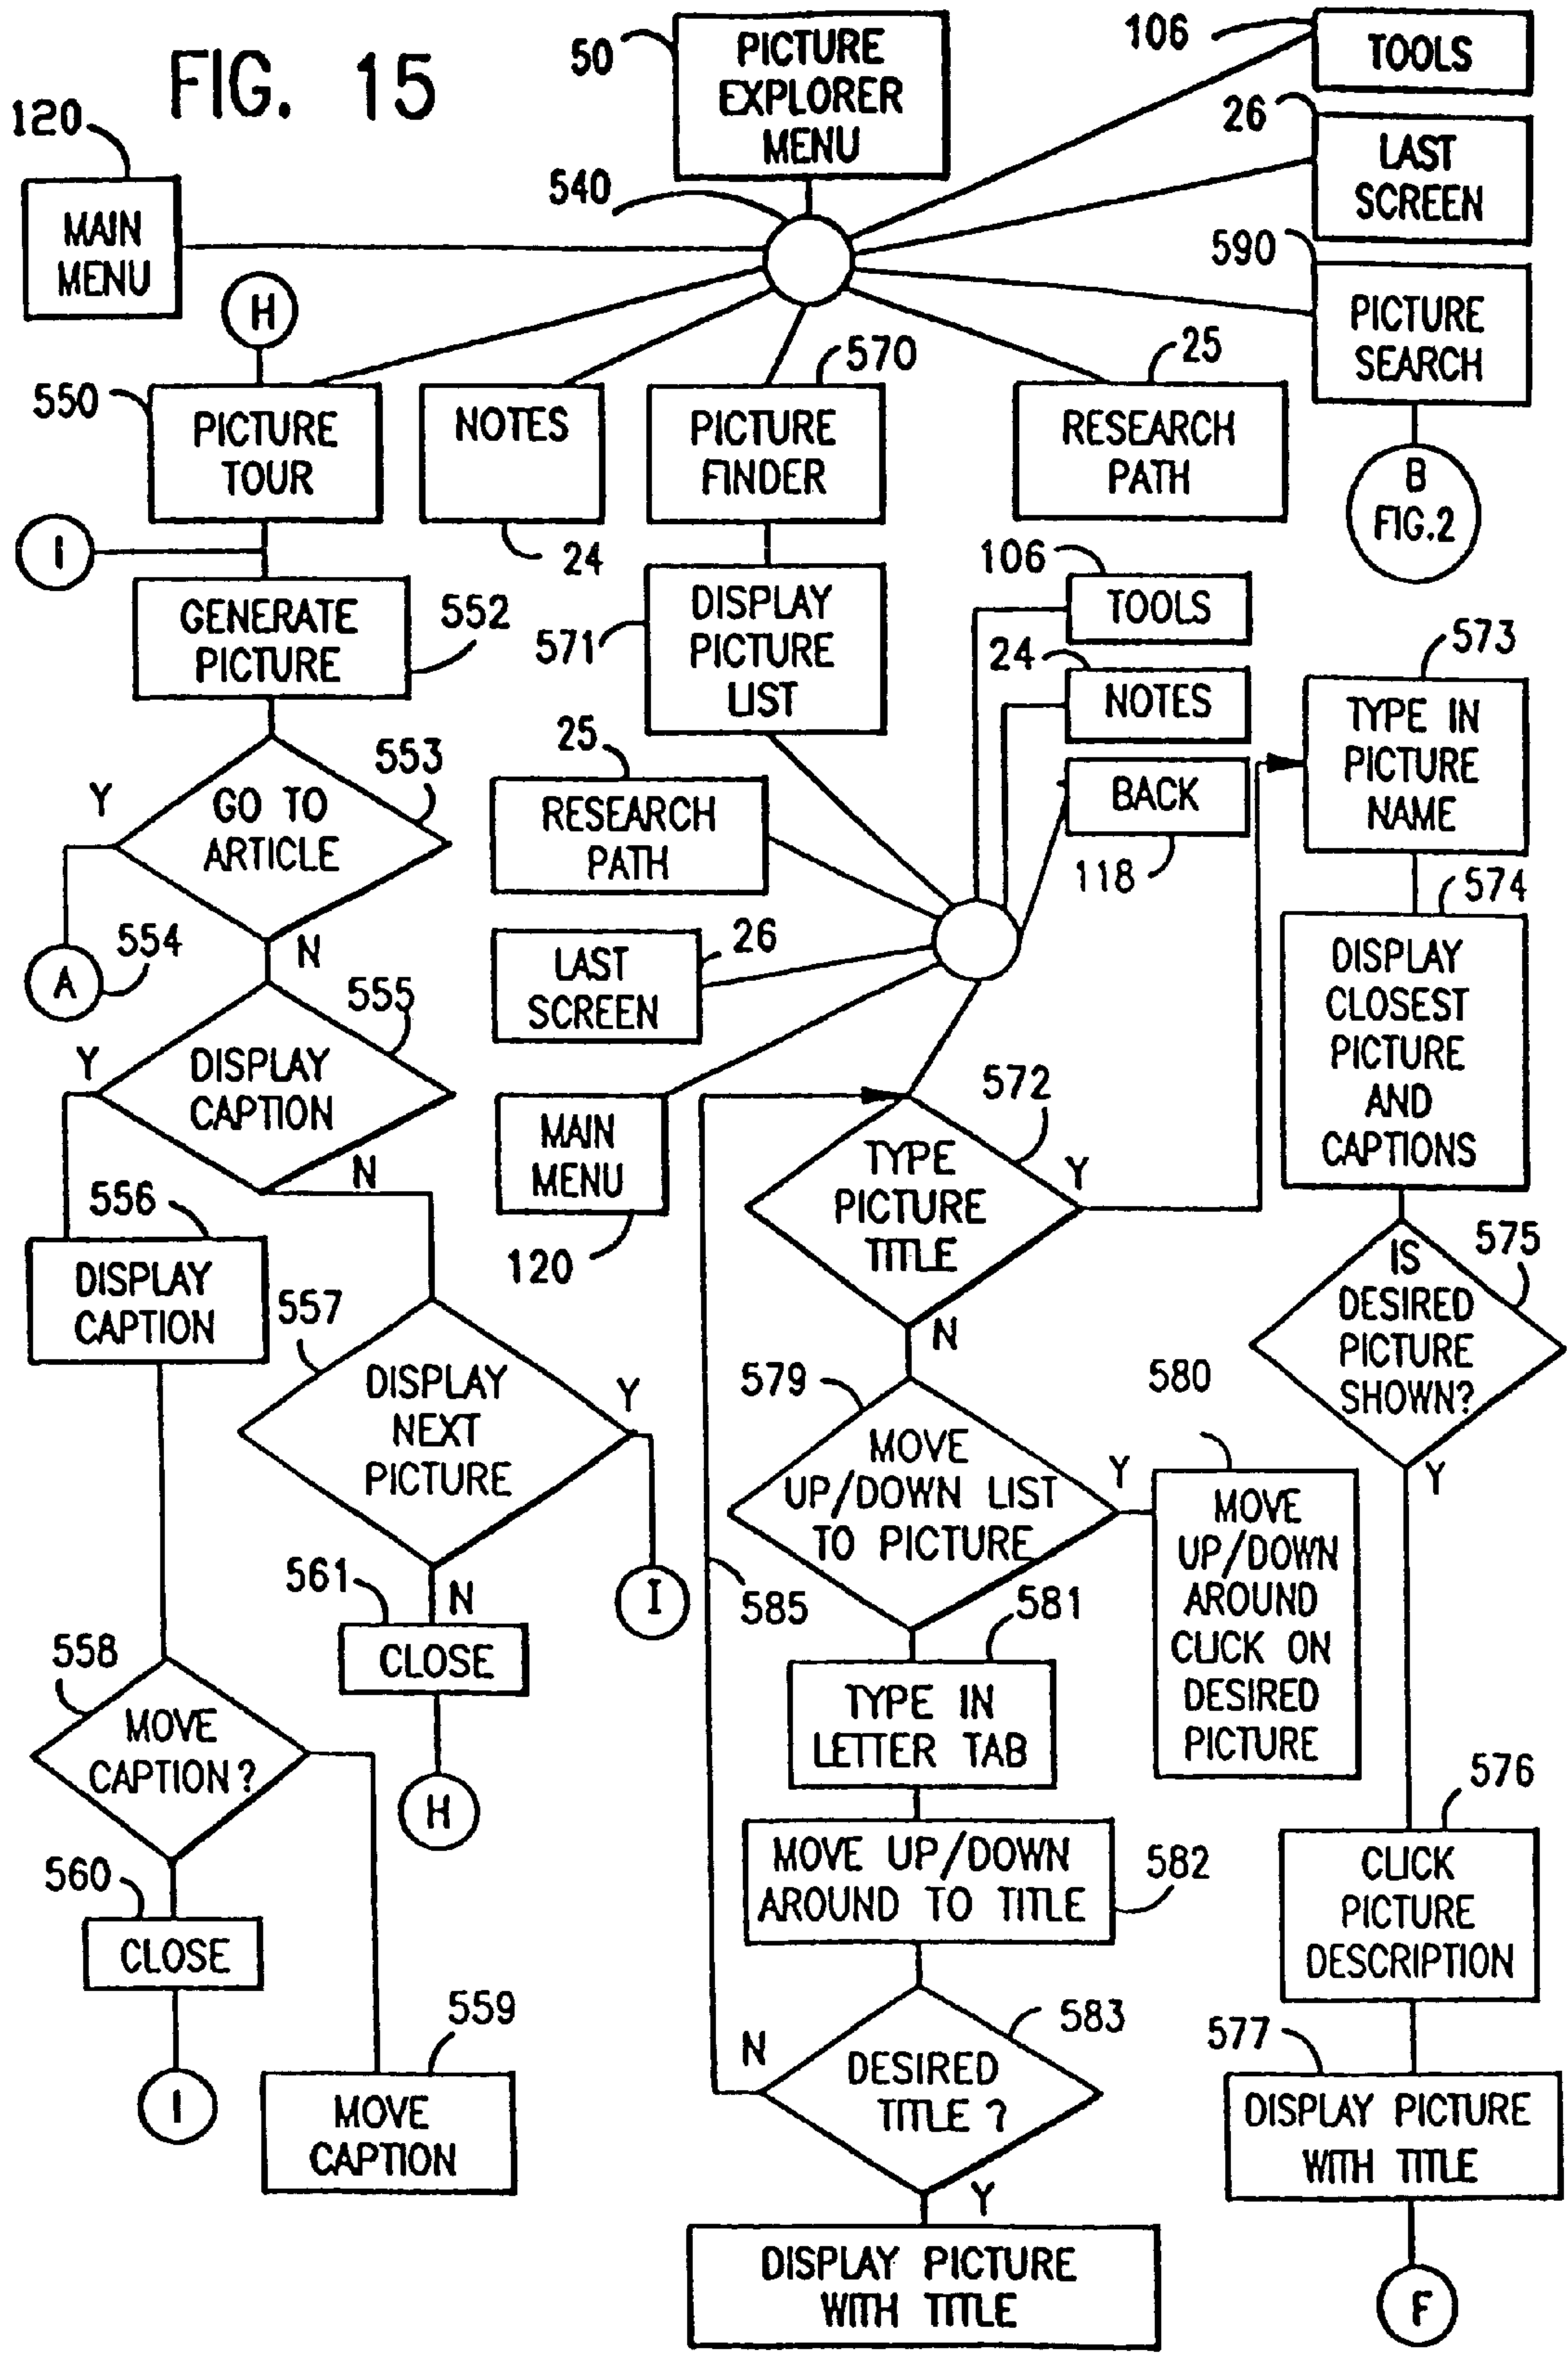 FIG. 15
50
PICTURE
EXPLORER
MENU
106
TOOLS
26
LAST
SCREEN
120
MAIN
MENU
540
590
PICTURE
SEARCH
B
FIG.2
H
550
PICTURE
TOUR
NOTES
24
570
PICTURE
FINDER
25
RESEARCH
PATH
I
GENERATE
PICTURE
552
571
DISPLAY
PICTURE
LIST
106
TOOLS
24
NOTES
BACK
118
573
TYPE IN
PICTURE
NAME
Y
GO TO
ARTICLE
553
N
A
554
25
RESEARCH
PATH
LAST
SCREEN
26
MAIN
MENU
120
574
DISPLAY
CLOSEST
PICTURE
AND
CAPTIONS
555
Y
DISPLAY
CAPTION
N
556
DISPLAY
CAPTION
557
DISPLAY
NEXT
PICTURE
Y
I
N
561
CLOSE
H
572
TYPE
PICTURE
TITLE
Y
N
575
IS
DESIRED
PICTURE
SHOWN?
Y
579
MOVE
UP/DOWN LIST
TO PICTURE
Y
580
MOVE
UP/DOWN
AROUND
CLICK ON
DESIRED
PICTURE
585
581
TYPE IN
LETTER TAB
558
MOVE
CAPTION?
560
CLOSE
I
559
MOVE
CAPTION
MOVE UP/DOWN
AROUND TO TITLE
582
583
N
DESIRED
TITLE?
Y
DISPLAY PICTURE
WITH TITLE
576
CLICK
PICTURE
DESCRIPTION
577
DISPLAY PICTURE
WITH TITLE
F